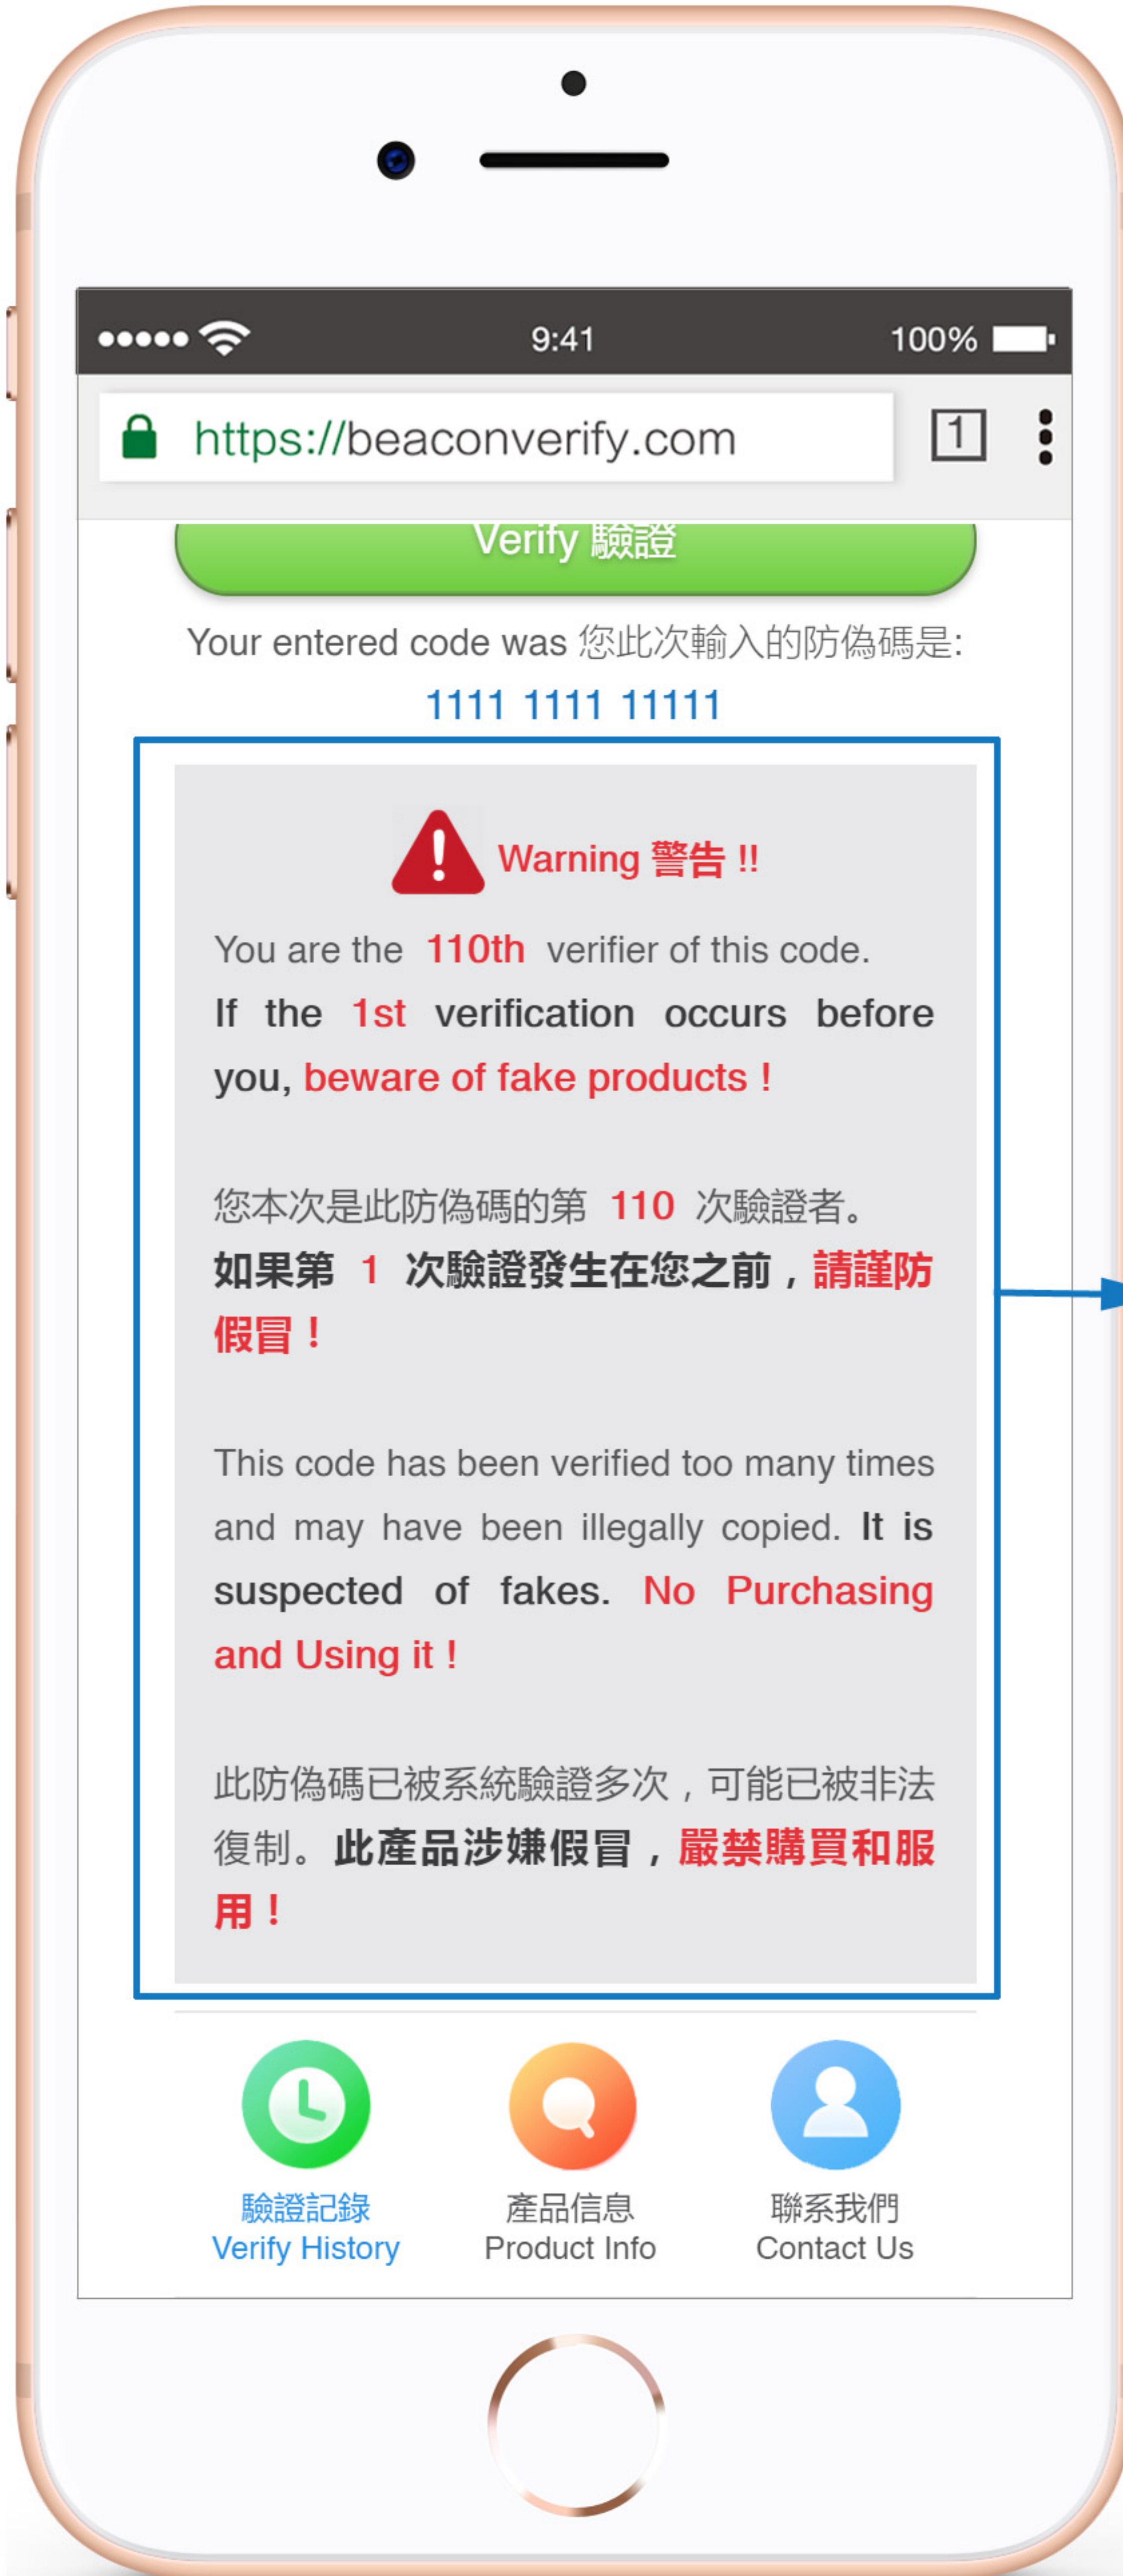 9:41
100%
https://beaconverify.com
1
Verify 驗證
Your entered code was 您此次輸入的防偽碼是:
1111 1111 11111
Warning 警告 !!
You are the 110th verifier of this code.
If the 1st verification occurs before
you, beware of fake products !
您本次是此防偽碼的第 110 次驗證者。
如果第 1 次驗證發生在您之前，請謹防
假冒！
This code has been verified too many times
and may have been illegally copied. It is
suspected of fakes. No Purchasing
and Using it !
此防偽碼已被系統驗證多次，可能已被非法
復制。此產品涉嫌假冒，嚴禁購買和服
用！
驗證記錄
Verify History
產品信息
Product Info
聯系我們
Contact Us